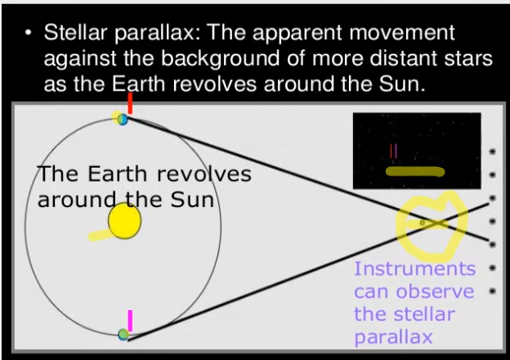 • Stellar parallax: The apparent movement
against the background of more distant stars
as the Earth revolves around the Sun.
The Earth revolves
around the Sun
Instruments
can observe
the stellar
parallax